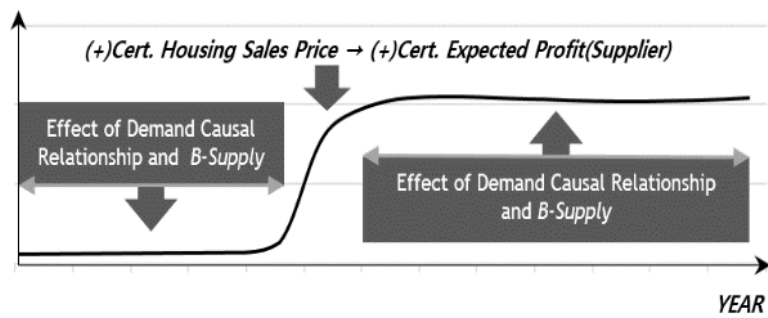 (+)Cert. Housing Sales Price → (+)Cert. Expected Profit(Supplier)
Effect of Demand Causal
Relationship and B-Supply
Effect of Demand Causal Relationship
and B-Supply
YEAR